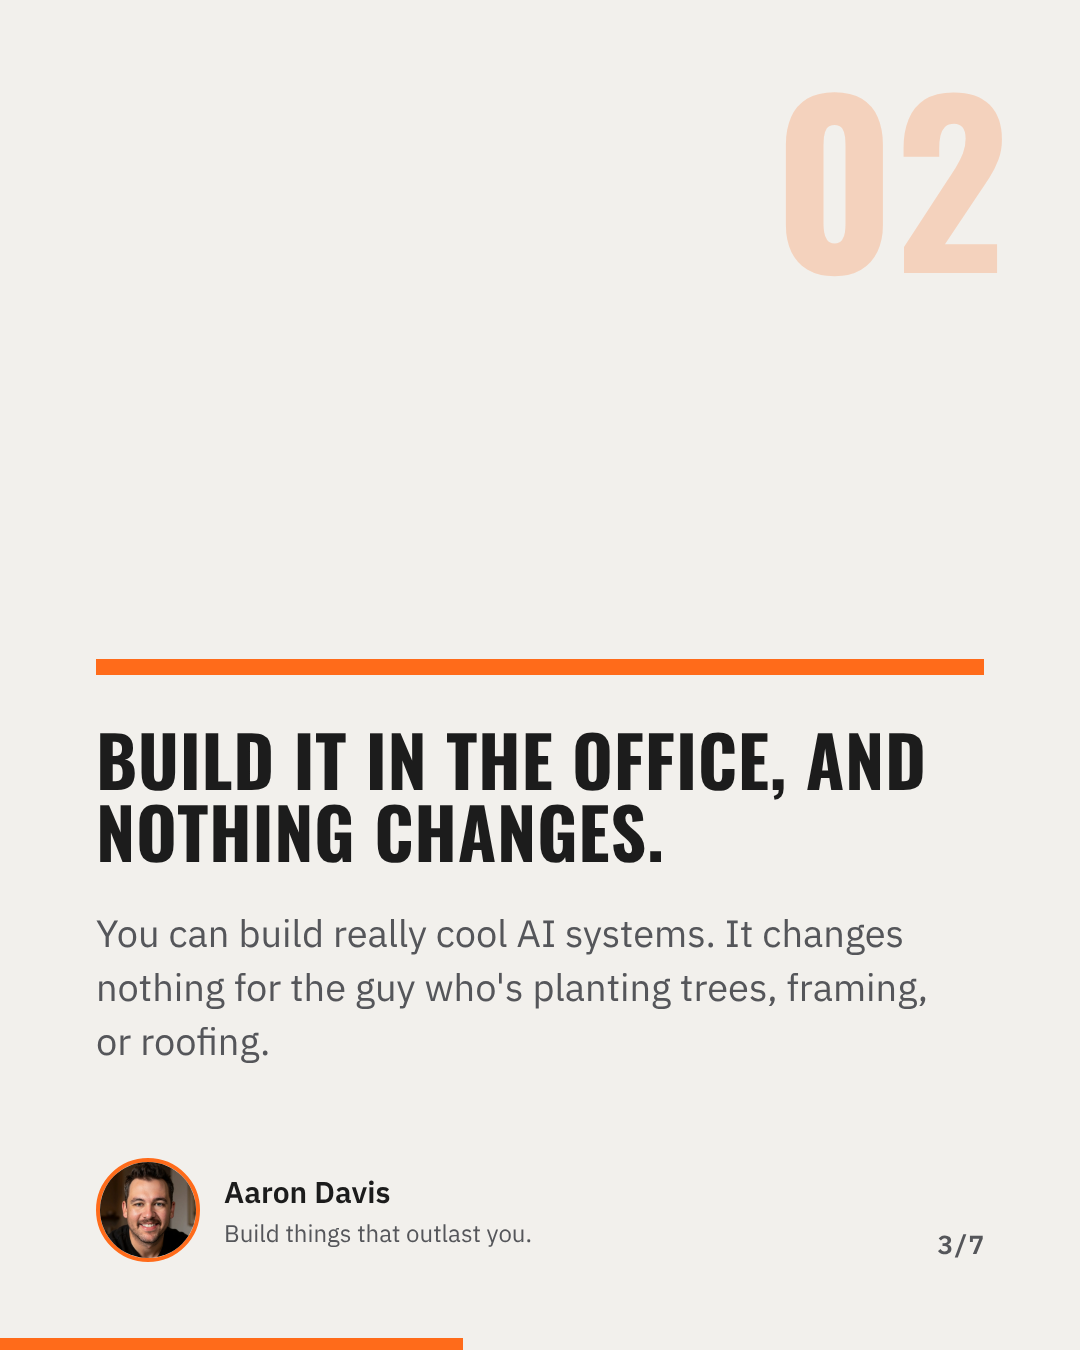 02
BUILD IT IN THE OFFICE, AND
NOTHING CHANGES.
You can build really cool AI systems. It changes
nothing for the guy who's planting trees, framing,
or roofing.
Aaron Davis
Build things that outlast you.
3/7